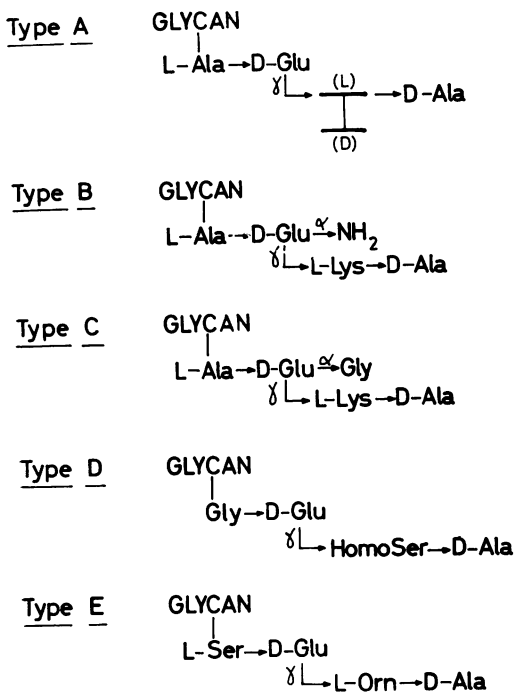 Type A
GLYCAN
L-Ala→D-Glu
γ
(L) →D-Ala
(D)
Type B
GLYCAN
L-Ala→D-Glu α→NH₂
γ
L-Lys→D-Ala
Type C
GLYCAN
L-Ala→D-Glu α→Gly
γ
L-Lys→D-Ala
Type D
GLYCAN
Gly→D-Glu
γ
HomoSer→D-Ala
Type E
GLYCAN
L-Ser→D-Glu
γ
L-Orn→D-Ala